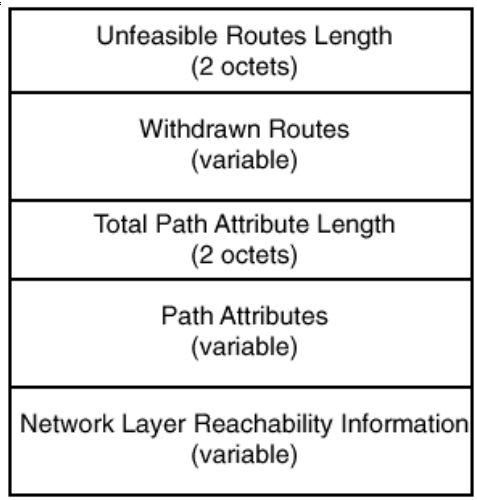 Unfeasible Routes Length
(2 octets)
Withdrawn Routes
(variable)
Total Path Attribute Length
(2 octets)
Path Attributes
(variable)
Network Layer Reachability Information
(variable)